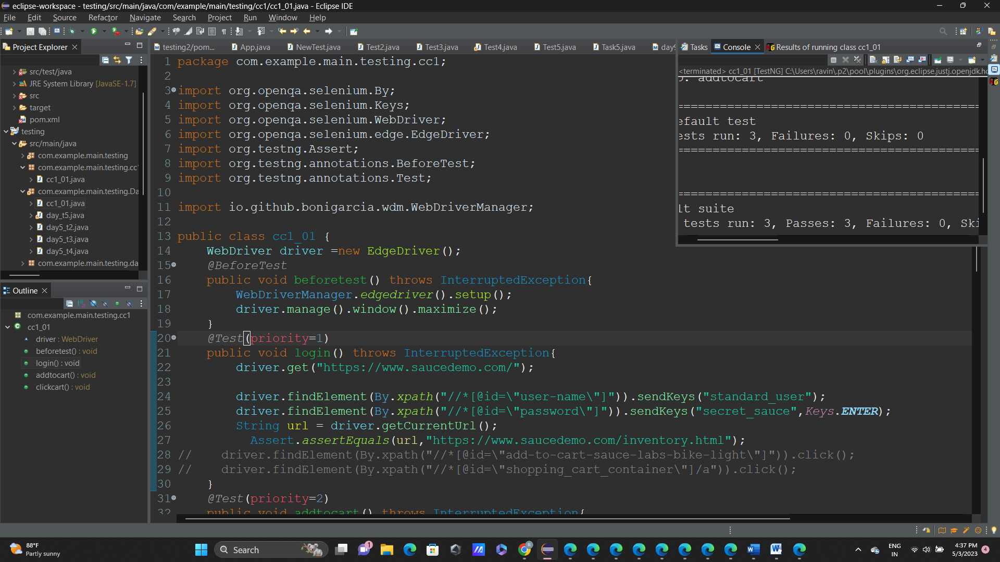 eclipse-workspace - testing/src/main/java/com/example/main/testing/cc1/cc1_01.java - Eclipse IDE
File Edit Source Refactor Navigate Search Project Run Window Help
Project Explorer
src/test/java
JRE System Library [JavaSE-1.7]
src
target
pom.xml
testing
src/main/java
com.example.main.testing
com.example.main.testing.cc
cc1_01.java
com.example.main.testing.Da
cc1_01.java
day_t5.java
day5_t2.java
day5_t3.java
day5_t4.java
com.example.main.testing.da
Outline
com.example.main.testing.cc1
cc1_01
driver : WebDriver
beforetest() : void
login() : void
addtocart() : void
clickcart() : void
testing2/pom... App.java NewTest.java Test2.java Test3.java Test4.java Test5.java Task5.java day
1 package com.example.main.testing.cc1;
2
3 import org.openqa.selenium.By;
4 import org.openqa.selenium.Keys;
5 import org.openqa.selenium.WebDriver;
6 import org.openqa.selenium.edge.EdgeDriver;
7 import org.testng.Assert;
8 import org.testng.annotations.BeforeTest;
9 import org.testng.annotations.Test;
10
11 import io.github.bonigarcia.wdm.WebDriverManager;
12
13 public class cc1_01 {
14 WebDriver driver =new EdgeDriver();
15 @BeforeTest
16 public void beforetest() throws InterruptedException{
17 WebDriverManager.edgedriver().setup();
18 driver.manage().window().maximize();
19 }
20 @Test(priority=1)
21 public void login() throws InterruptedException{
22 driver.get("https://www.saucedemo.com/");
23
24 driver.findElement(By.xpath("//*[@id=\"user-name\"]")).sendKeys("standard_user");
25 driver.findElement(By.xpath("//*[@id=\"password\"]")).sendKeys("secret_sauce",Keys.ENTER);
26 String url = driver.getCurrentUrl();
27 Assert.assertEquals(url,"https://www.saucedemo.com/inventory.html");
28 // driver.findElement(By.xpath("//*[@id=\"add-to-cart-sauce-labs-bike-light\"]")).click();
29 // driver.findElement(By.xpath("//*[@id=\"shopping_cart_container\"]/a")).click();
30 }
31 @Test(priority=2)
32 public void addtocart() throws InterruptedException{
Tasks Console Results of running class cc1_01
<terminated> cc1_01 [TestNG] C:\Users\ravin\.p2\pool\plugins\org.eclipse.justj.openjdk.ho
D: addtocart
===============================================
efault test
ests run: 3, Failures: 0, Skips: 0
===============================================
===============================================
lt suite
tests run: 3, Passes: 3, Failures: 0, Ski
88°F
Partly sunny
Search
1
R
ENG
IN
4:37 PM
5/3/2023
4